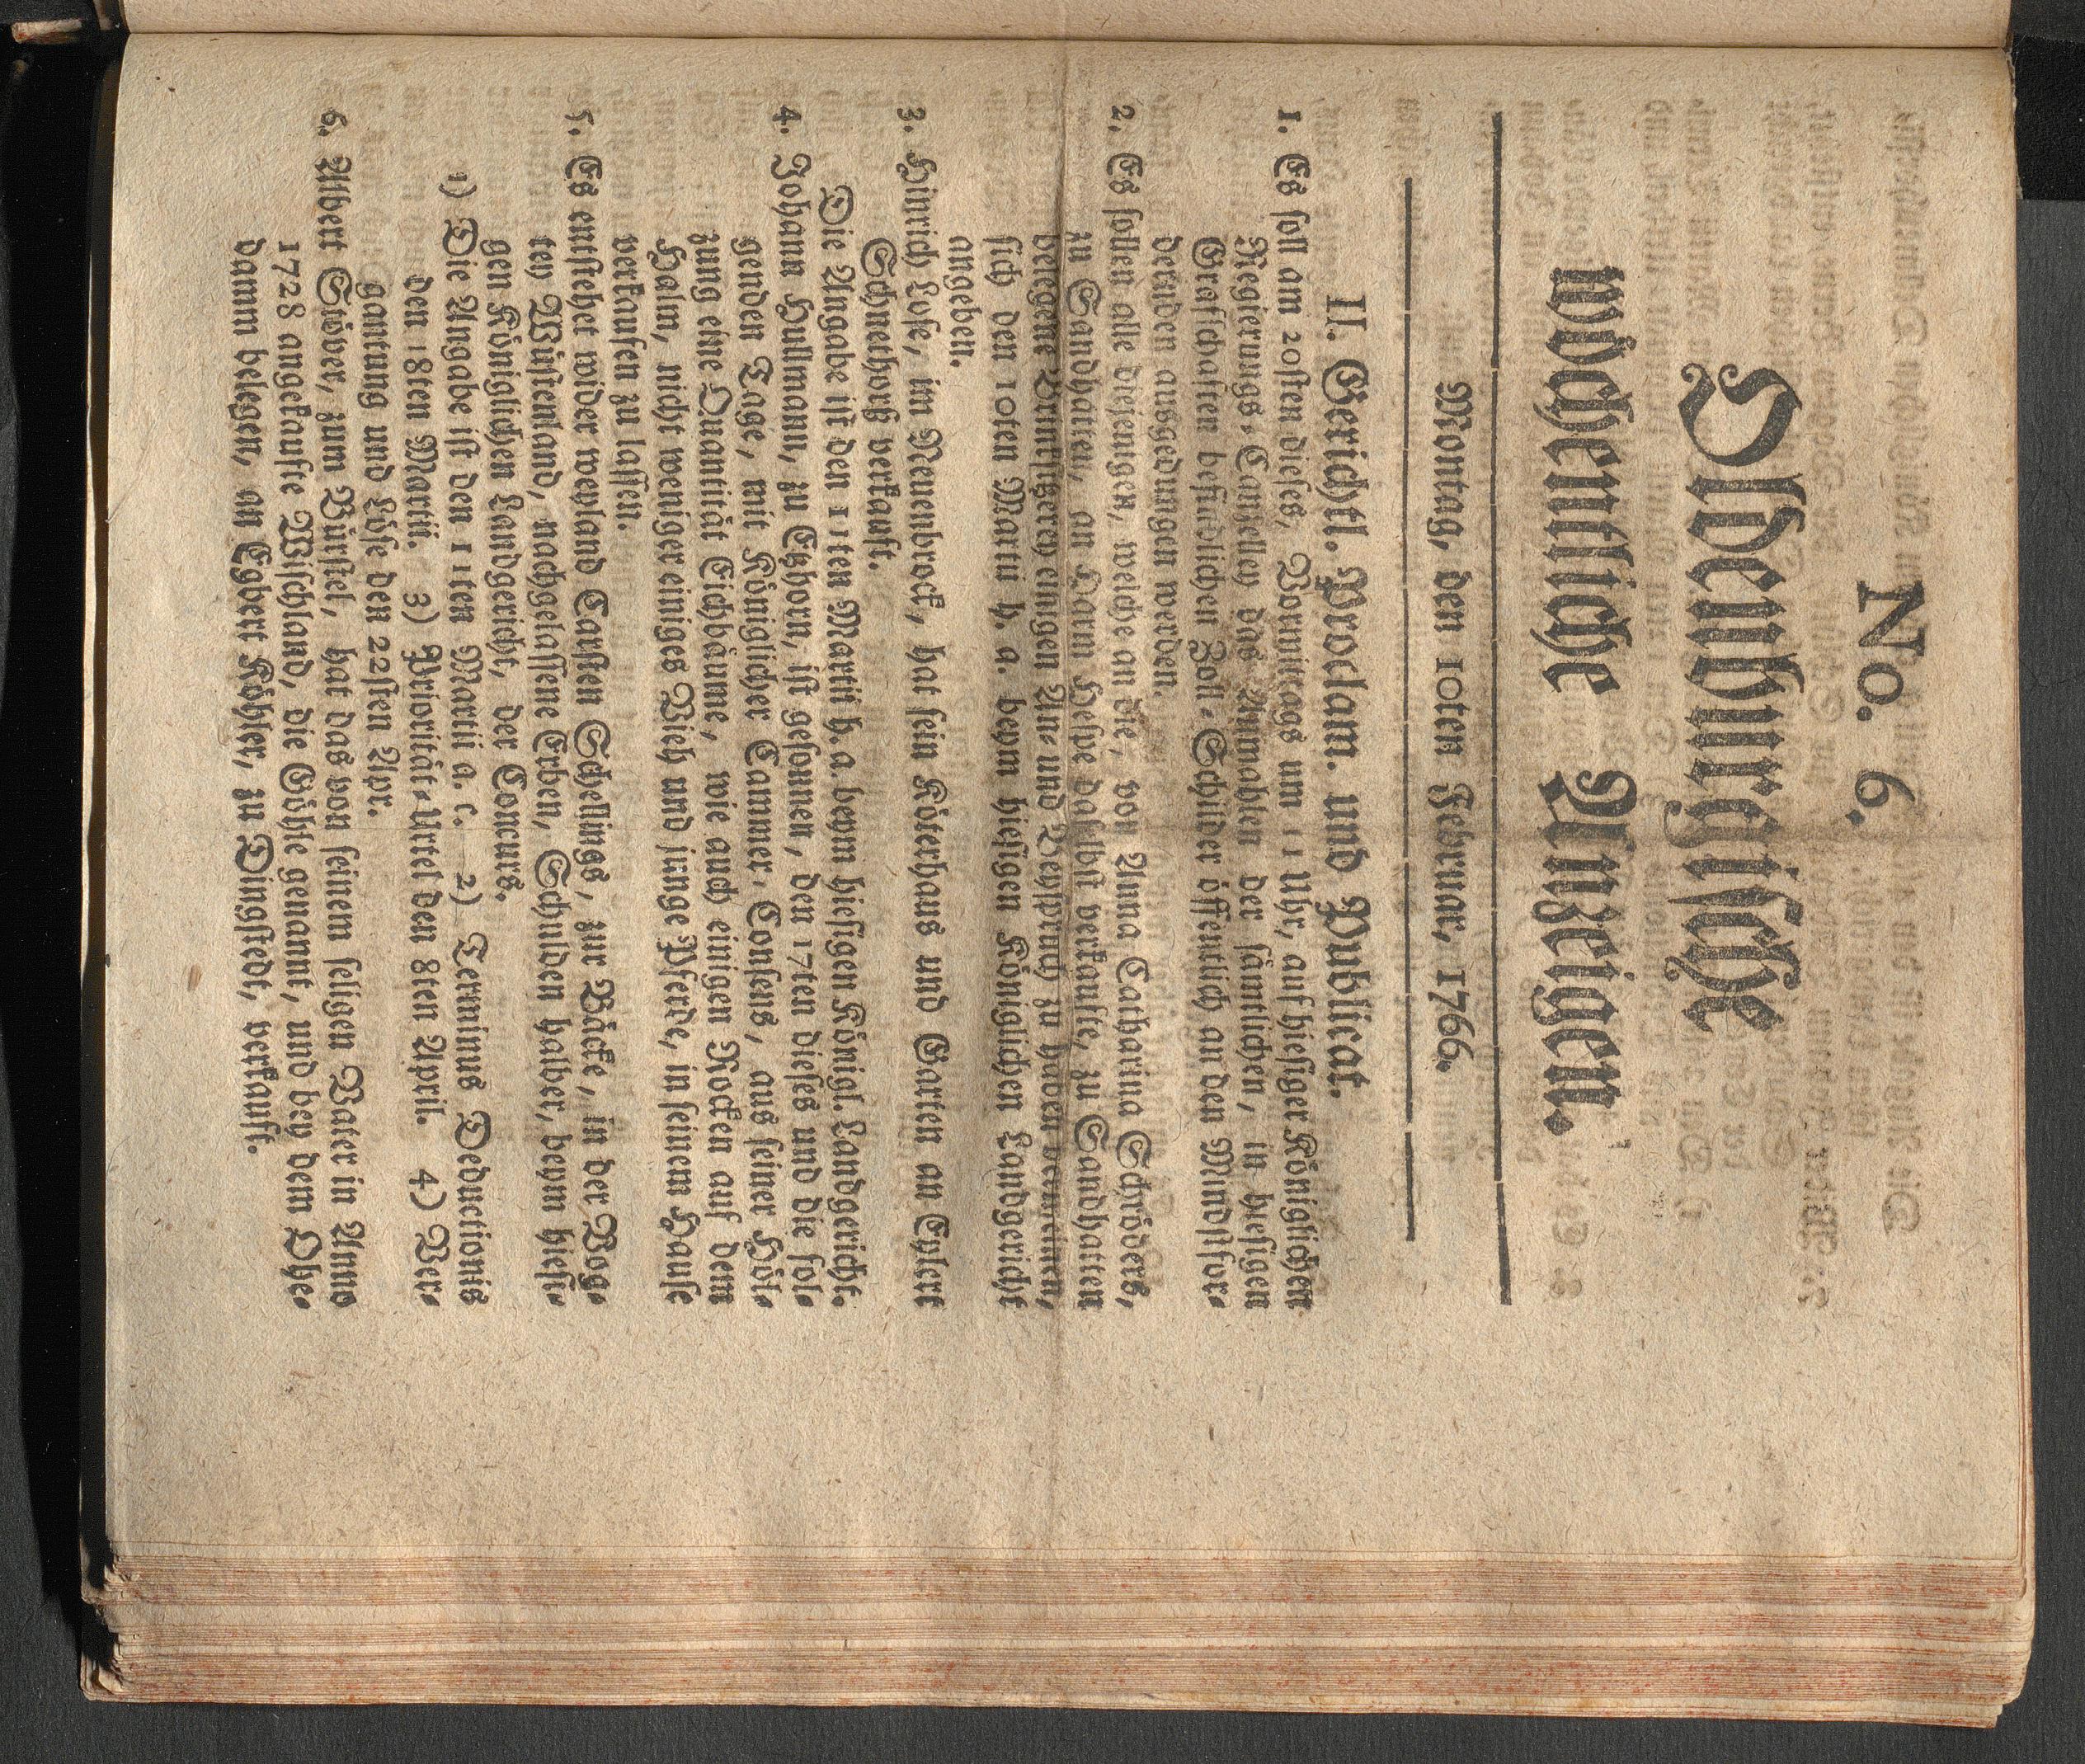 No. 6.
Oldenburgische
wöchentliche Anzeigen.
Montag, den 10ten Februar, 1766.
II. Gerichtl. Proclam. und Publicat.
1. Es soll am 20sten dieses, Vormittags um 11 Uhr, auf hiesiger Königlichen
Regierungs-Canzelley das Anmahlen der sämtlichen, in hiesigen
Grafschaften befindlichen Zoll-Schilder öffentlich an den Mindstfor-
dernden ausgedungen werden.
2. Es sollen alle diejenigen, welche an die, von Anna Catharina Schröders,
zu Sandhatten, an Harm Hespe daselbst verkaufte, zu Sandhatten
belegene Brinksitzerey einigen An- und Beyspruch zu haben vermeinen,
sich den 10ten Martii h. a. beym hiesigen Königlichen Landgericht
angeben.
3. Hinrich Lose, im Neuenbrock, hat sein Köterhaus und Garten an Eylert
Schnethorst verkauft.
Die Angabe ist den 11ten Martii h. a. beym hiesigen Königl. Landgericht.
4. Johann Hullmann, zu Etzhorn, ist gesonnen, den 17ten dieses und die fol-
genden Tage, mit Königlicher Cammer-Consens, aus seiner Höl-
zung eine Quantität Eichbäume, wie auch einigen Rocken auf dem
Halm, nicht weniger einiges Vieh und junge Pferde, in seinem Hause
verkaufen zu lassen.
5. Es entstehet wider weyland Carsten Schellings, zur Bäcke, in der Vog-
tey Wüstenland, nachgelassene Erben, Schulden halber, beym hiesi-
gen Königlichen Landgericht, der Concurs.
1) Die Angabe ist den 11ten Martii a. c. 2) Terminus Deductionis
den 18ten Martii. 3) Prioritát-Urtel den 8ten April. 4) Ver-
gantung und Löse den 22sten Apr.
6. Albert Stöver, zum Bürstel, hat das von seinem seligen Vater in Anno
1728 angekaufte Wischland, die Göhle genannt, und bey dem Olye-
damm belegen, an Egbert Köhler, zu Dingstedt, verkauft.